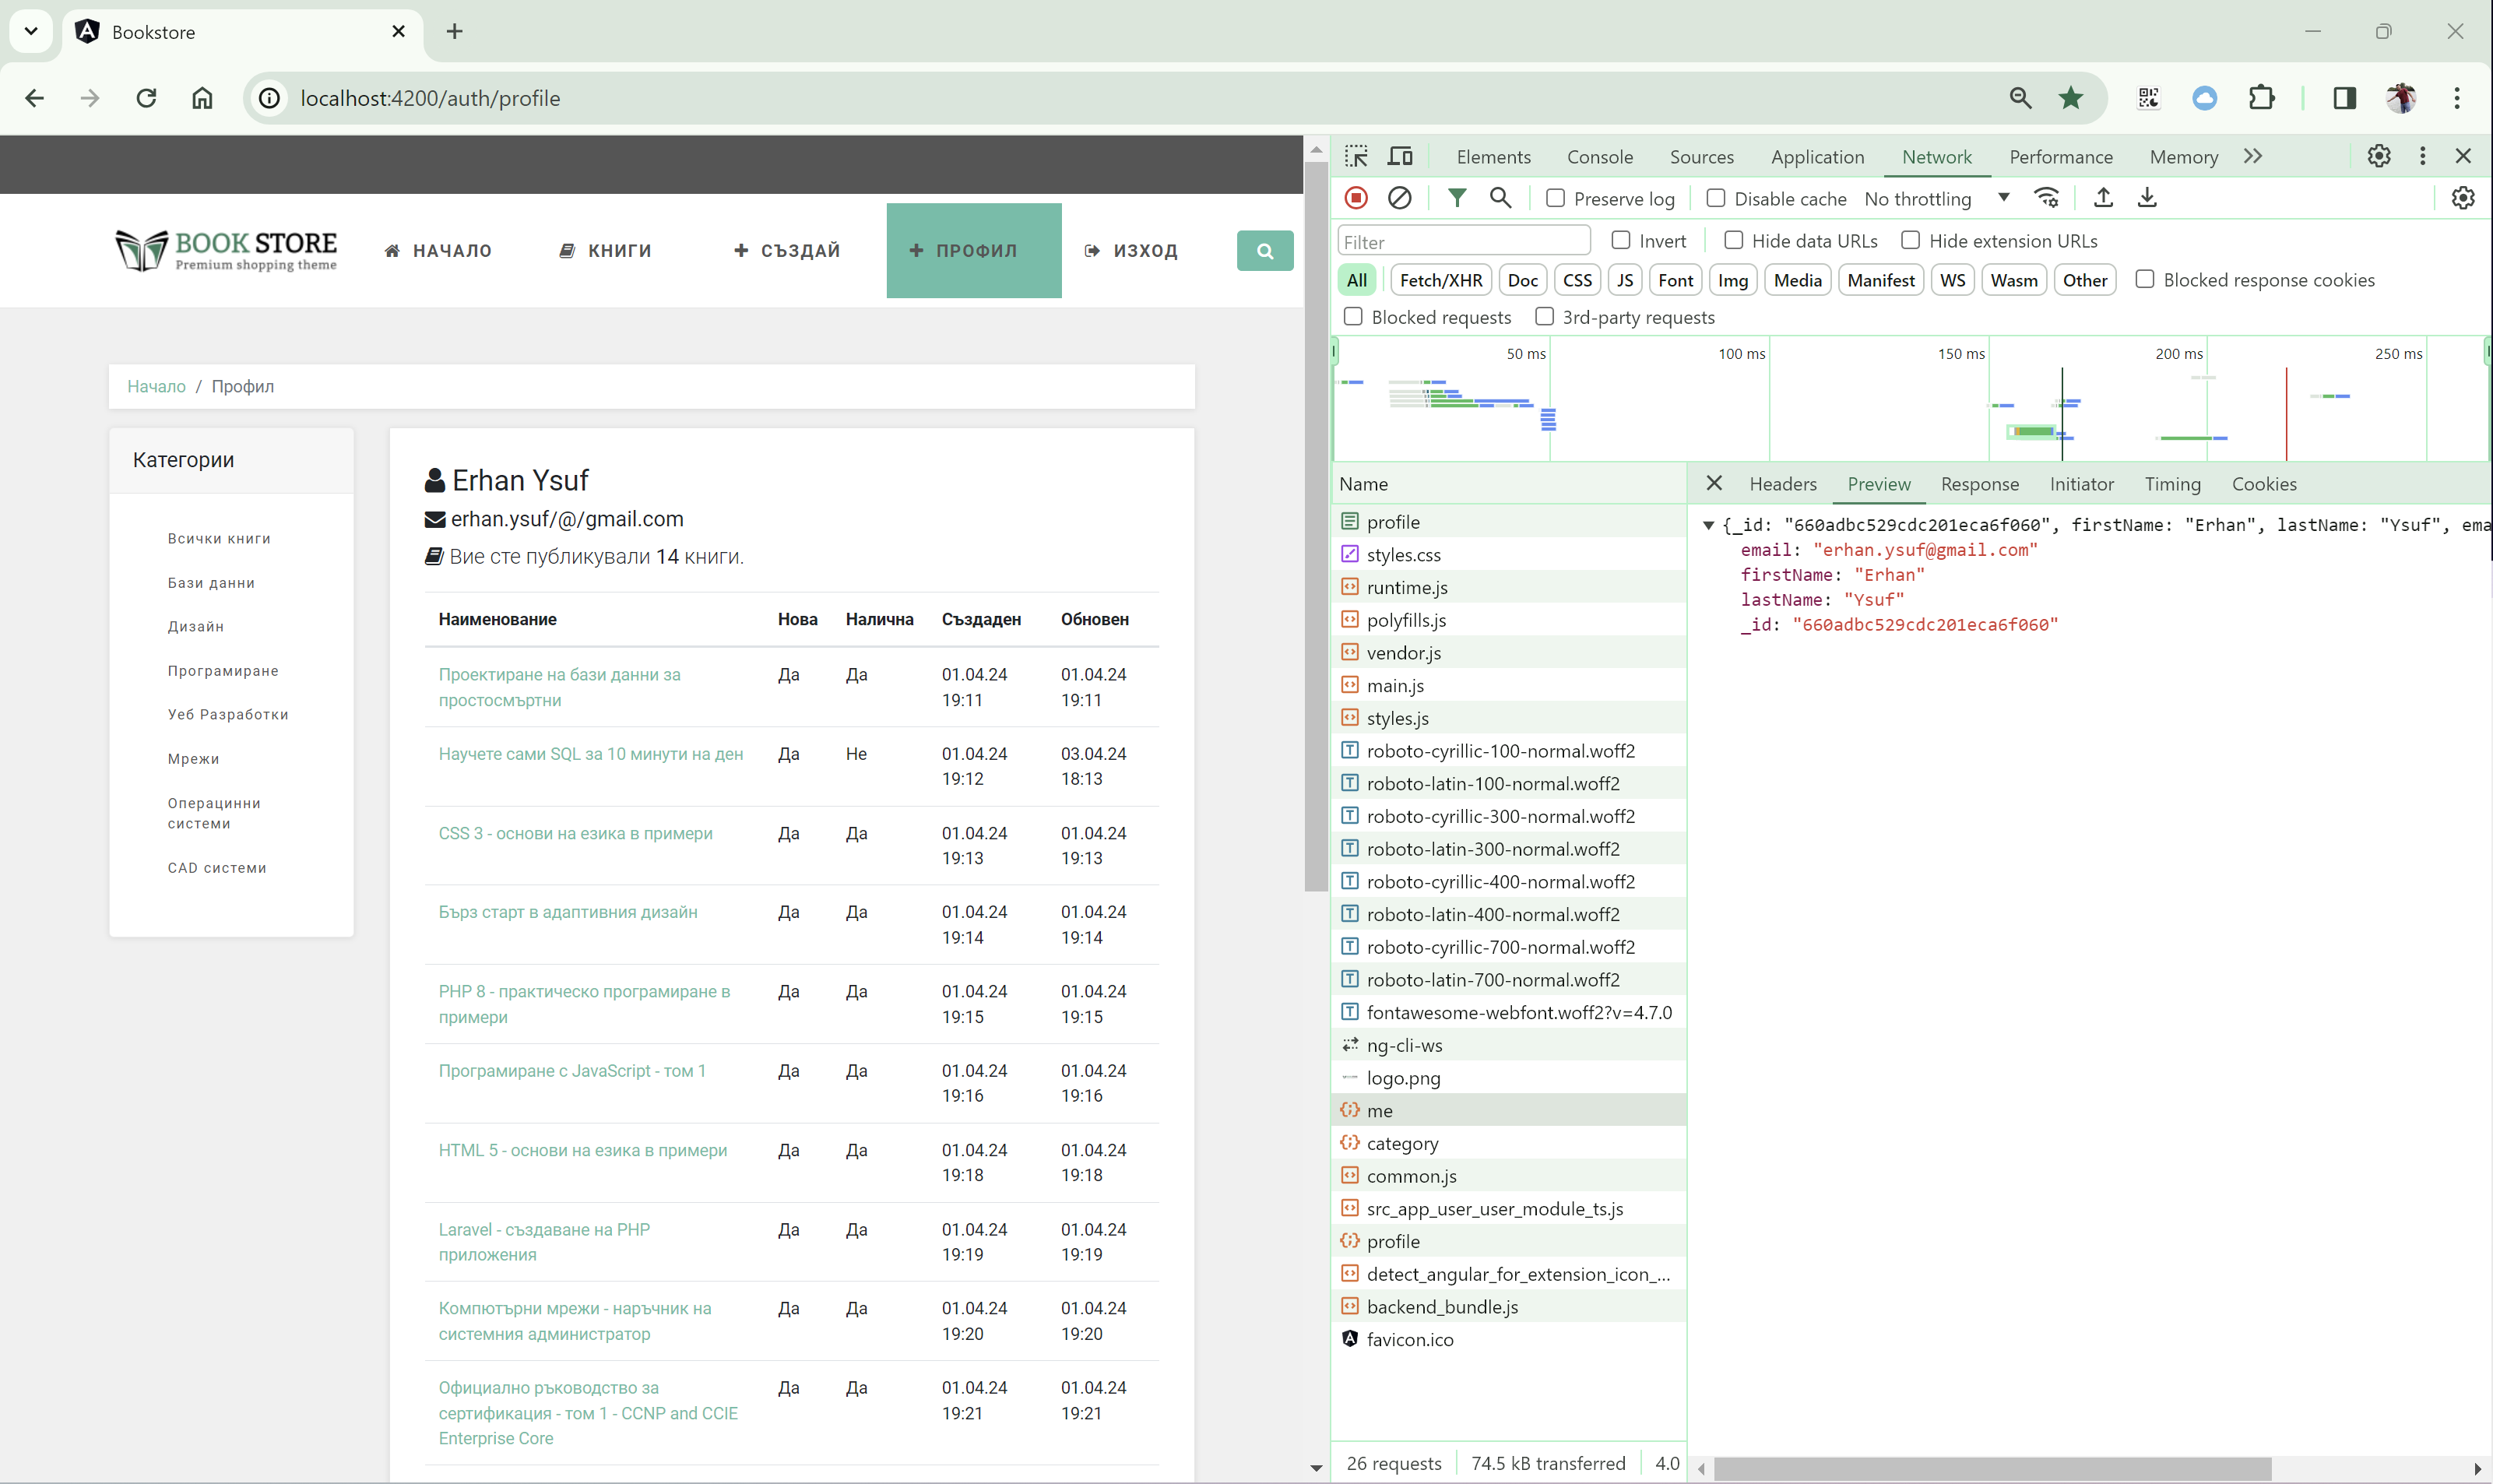 Bookstore
localhost:4200/auth/profile
BOOK STORE
Premium shopping theme
НАЧАЛО
КНИГИ
СЪЗДАЙ
ПРОФИЛ
ИЗХОД
Начало / Профил
Категории
Всички книги
Бази данни
Дизайн
Програмиране
Уеб Разработки
Мрежи
Операцинни
системи
CAD системи
Erhan Ysuf
erhan.ysuf/@/gmail.com
Вие сте публикували 14 книги.
Наименование Нова Налична Създаден Обновен
Проектиране на бази данни за Да Да 01.04.24 01.04.24
простосмъртни 19:11 19:11
Научете сами SQL за 10 минути на ден Да Не 01.04.24 03.04.24
19:12 18:13
CSS 3 - основи на езика в примери Да Да 01.04.24 01.04.24
19:13 19:13
Бърз старт в адаптивния дизайн Да Да 01.04.24 01.04.24
19:14 19:14
PHP 8 - практическо програмиране в Да Да 01.04.24 01.04.24
примери 19:15 19:15
Програмиране с JavaScript - том 1 Да Да 01.04.24 01.04.24
19:16 19:16
HTML 5 - основи на езика в примери Да Да 01.04.24 01.04.24
19:18 19:18
Laravel - създаване на PHP Да Да 01.04.24 01.04.24
приложения 19:19 19:19
Компютърни мрежи - наръчник на Да Да 01.04.24 01.04.24
системния администратор 19:20 19:20
Официално ръководство за Да Да 01.04.24 01.04.24
сертификация - том 1 - CCNP and CCIE 19:21 19:21
Enterprise Core
Elements Console Sources Application Network Performance Memory
Preserve log Disable cache No throttling
Filter Invert Hide data URLs Hide extension URLs
All Fetch/XHR Doc CSS JS Font Img Media Manifest WS Wasm Other Blocked response cookies
Blocked requests 3rd-party requests
50 ms 100 ms 150 ms 200 ms 250 ms
Name
profile
styles.css
runtime.js
polyfills.js
vendor.js
main.js
styles.js
roboto-cyrillic-100-normal.woff2
roboto-latin-100-normal.woff2
roboto-cyrillic-300-normal.woff2
roboto-latin-300-normal.woff2
roboto-cyrillic-400-normal.woff2
roboto-latin-400-normal.woff2
roboto-cyrillic-700-normal.woff2
roboto-latin-700-normal.woff2
fontawesome-webfont.woff2?v=4.7.0
ng-cli-ws
logo.png
me
category
common.js
src_app_user_user_module_ts.js
profile
detect_angular_for_extension_icon_...
backend_bundle.js
favicon.ico
26 requests 74.5 kB transferred 4.0
Headers Preview Response Initiator Timing Cookies
{_id: "660adbc529cdc201eca6f060", firstName: "Erhan", lastName: "Ysuf", ema
email: "erhan.ysuf@gmail.com"
firstName: "Erhan"
lastName: "Ysuf"
_id: "660adbc529cdc201eca6f060"